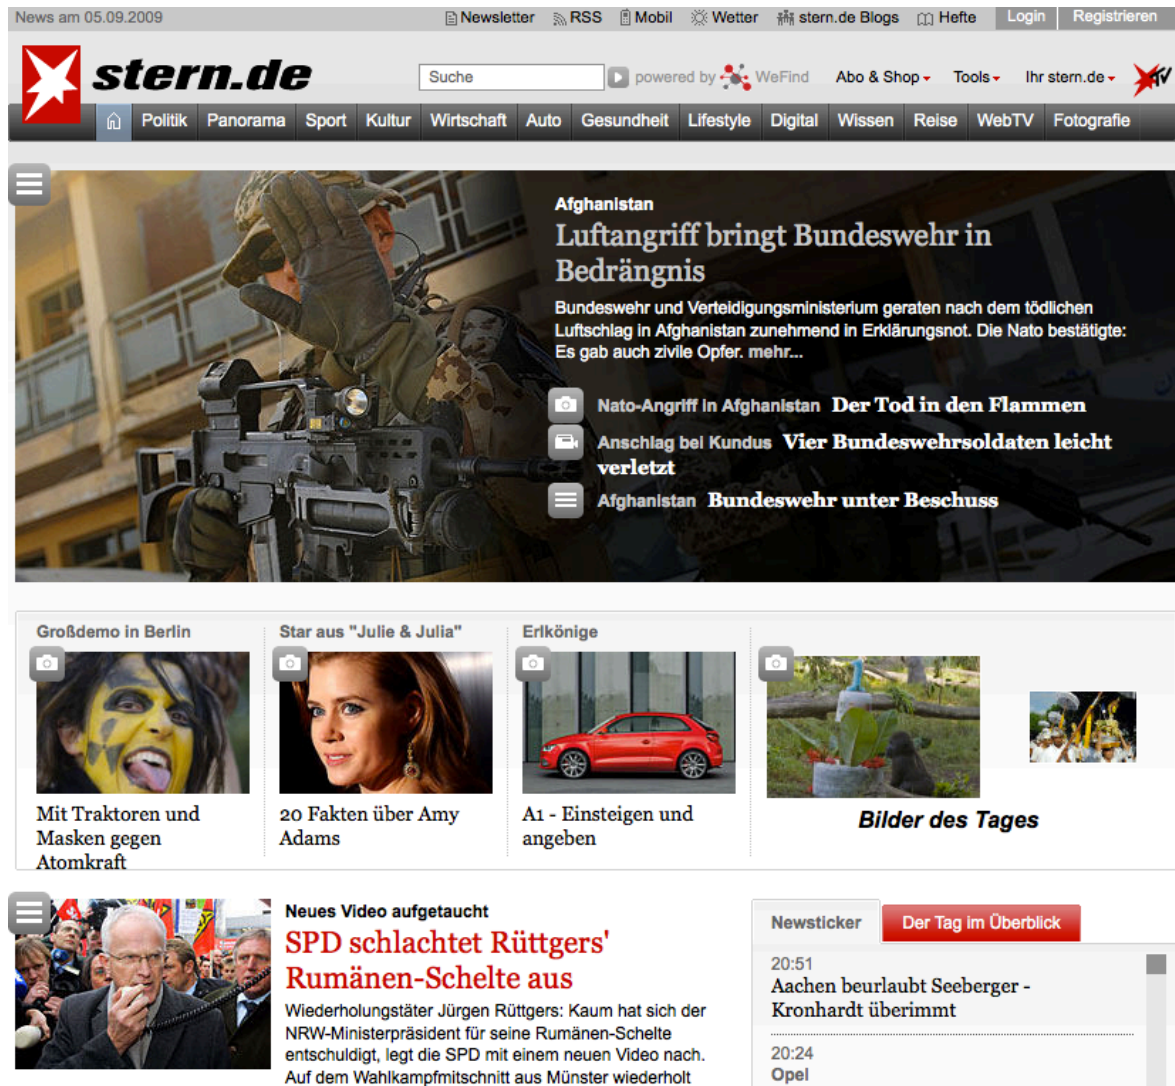 News am 05.09.2009
Newsletter RSS Mobil Wetter stern.de Blogs Hefte Login Registrieren
stern.de
Suche powered by WeFind Abo & Shop Tools Ihr stern.de TV
Politik Panorama Sport Kultur Wirtschaft Auto Gesundheit Lifestyle Digital Wissen Reise WebTV Fotografie
Afghanistan
Luftangriff bringt Bundeswehr in
Bedrängnis
Bundeswehr und Verteidigungsministerium geraten nach dem tödlichen
Luftschlag in Afghanistan zunehmend in Erklärungsnot. Die Nato bestätigte:
Es gab auch zivile Opfer. mehr...
Nato-Angriff in Afghanistan Der Tod in den Flammen
Anschlag bei Kundus Vier Bundeswehrsoldaten leicht
verletzt
Afghanistan Bundeswehr unter Beschuss
Großdemo in Berlin
Mit Traktoren und
Masken gegen
Atomkraft
Star aus "Julie & Julia"
20 Fakten über Amy
Adams
Erlkönige
A1 - Einsteigen und
angeben
Bilder des Tages
Neues Video aufgetaucht
SPD schlachtet Rüttgers'
Rumänen-Schelte aus
Wiederholungstäter Jürgen Rüttgers: Kaum hat sich der
NRW-Ministerpräsident für seine Rumänen-Schelte
entschuldigt, legt die SPD mit einem neuen Video nach.
Auf dem Wahlkampfmitschnitt aus Münster wiederholt
Newsticker Der Tag im Überblick
20:51
Aachen beurlaubt Seeberger -
Kronhardt überimmt
20:24
Opel